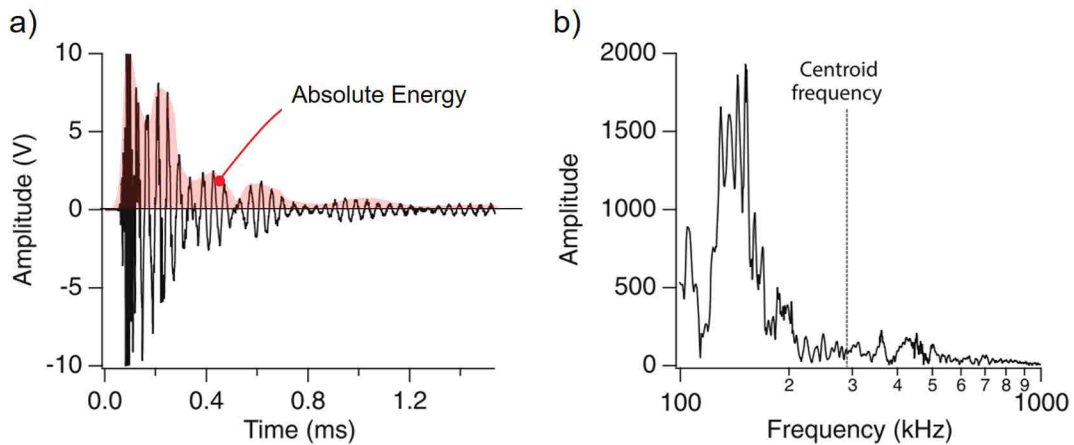 a)
Amplitude (V)
10
5
0
-5
-10
Absolute Energy
0.0 0.4 0.8 1.2
Time (ms)
b)
Amplitude
2000
1500
1000
500
0
Centroid
frequency
100 2 3 4 5 6 7 8 9 1000
Frequency (kHz)